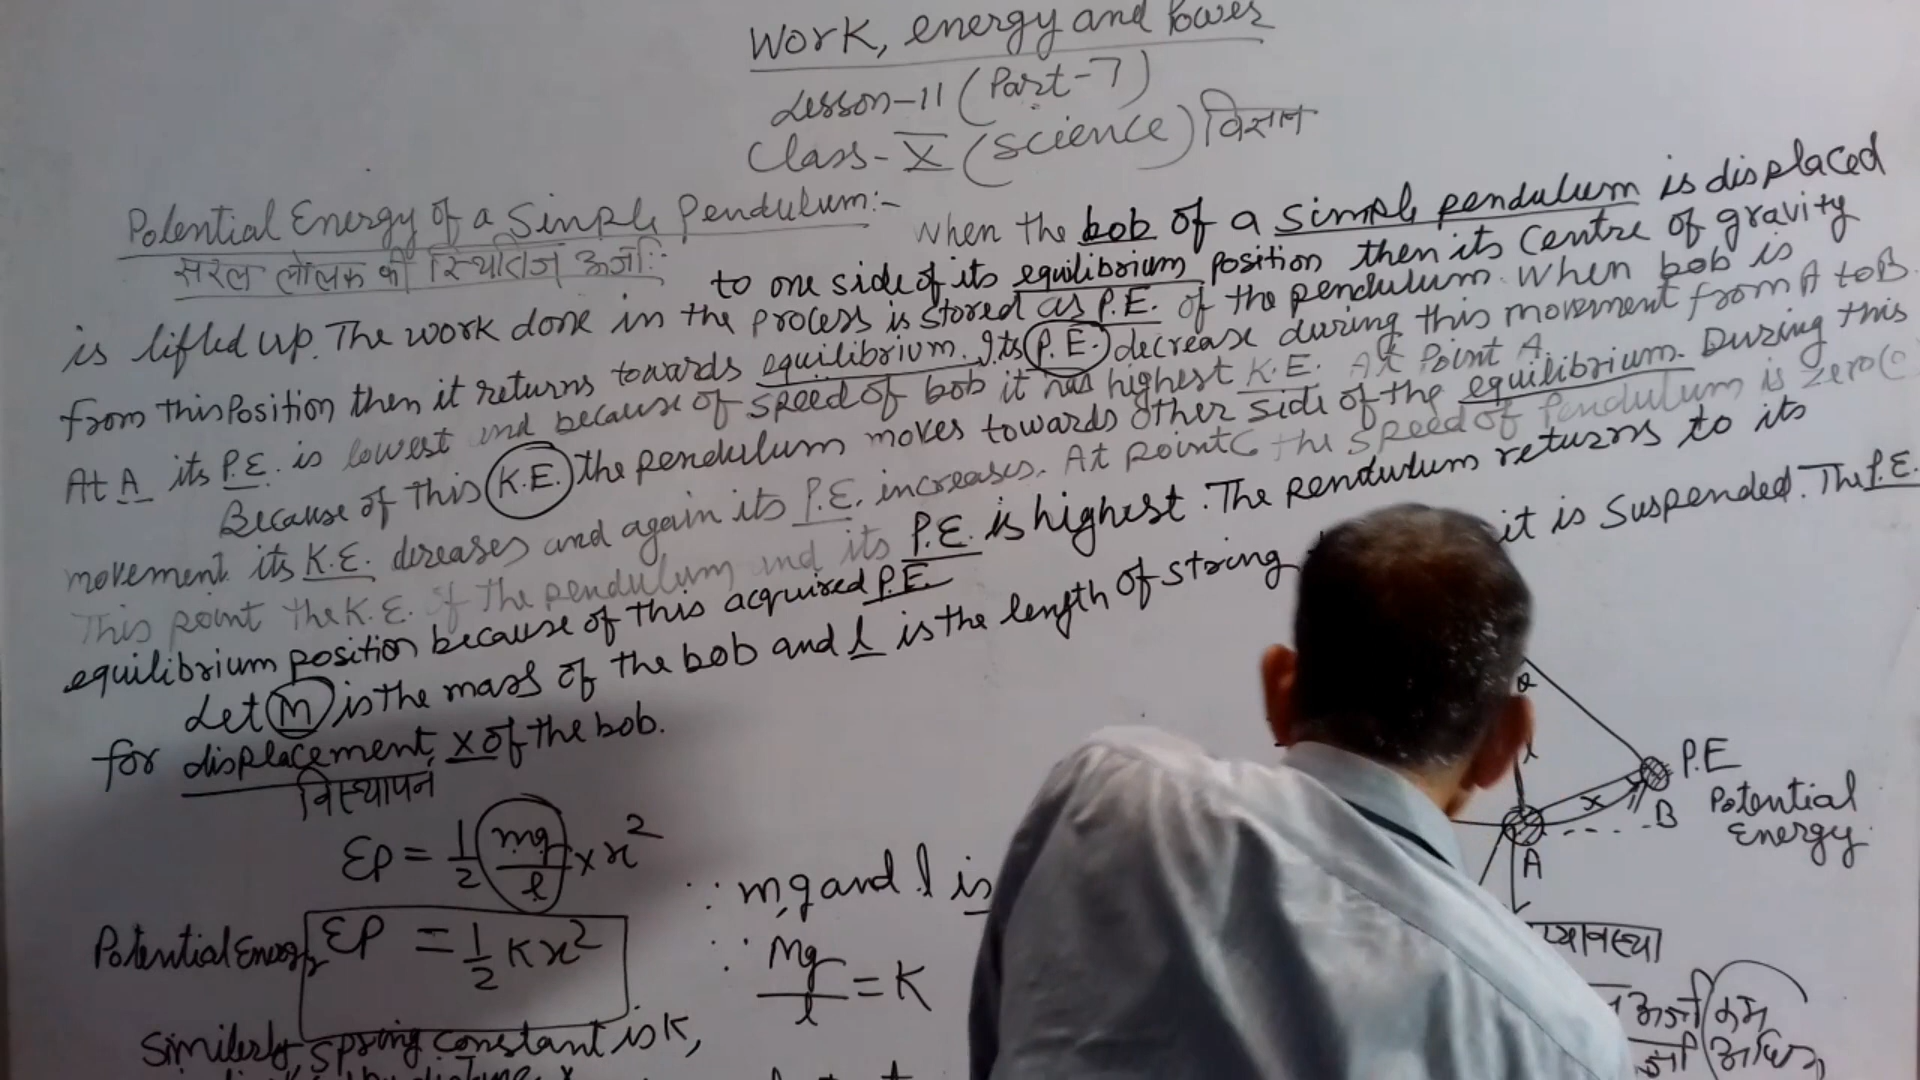 Work, energy and Power
Lesson-11 (Part-7)
Class-X (Science) विज्ञान
Potential Energy of a Simple Pendulum:-
सरल लोलक की स्थितिज ऊर्जा:-
when the bob of a simple pendulum is displaced
to one side of its equilibrium position then its centre of gravity
is lifted up. The work done in the process is stored as P.E. of the pendulum. When bob is
from this Position then it returns towards equilibrium. Its P.E. decrease during this movement from A to B.
At A its P.E. is lowest and because of speed of bob it has highest K.E. At Point A
Because of this K.E. the pendulum moves towards other side of the equilibrium. During this
movement its K.E. dereases and again its P.E. increases. At point C the speed of Pendulum is zero(0
This point the K.E. of the pendulum and its P.E. is highest. The Pendulum returns to its
equilibrium position because of this acquired P.E.
Let M is the mass of the bob and l is the length of string it is suspended. The P.E.
for displacement, x of the bob.
विस्थापन
EP = 1/2 mg/l × x²
Potential Energy EP = 1/2 Kx²
∵ m,g and l is
∵ Mg/l = K
Similerly, spring constant is K,
l
x
P.E
Potential
Energy
B
A